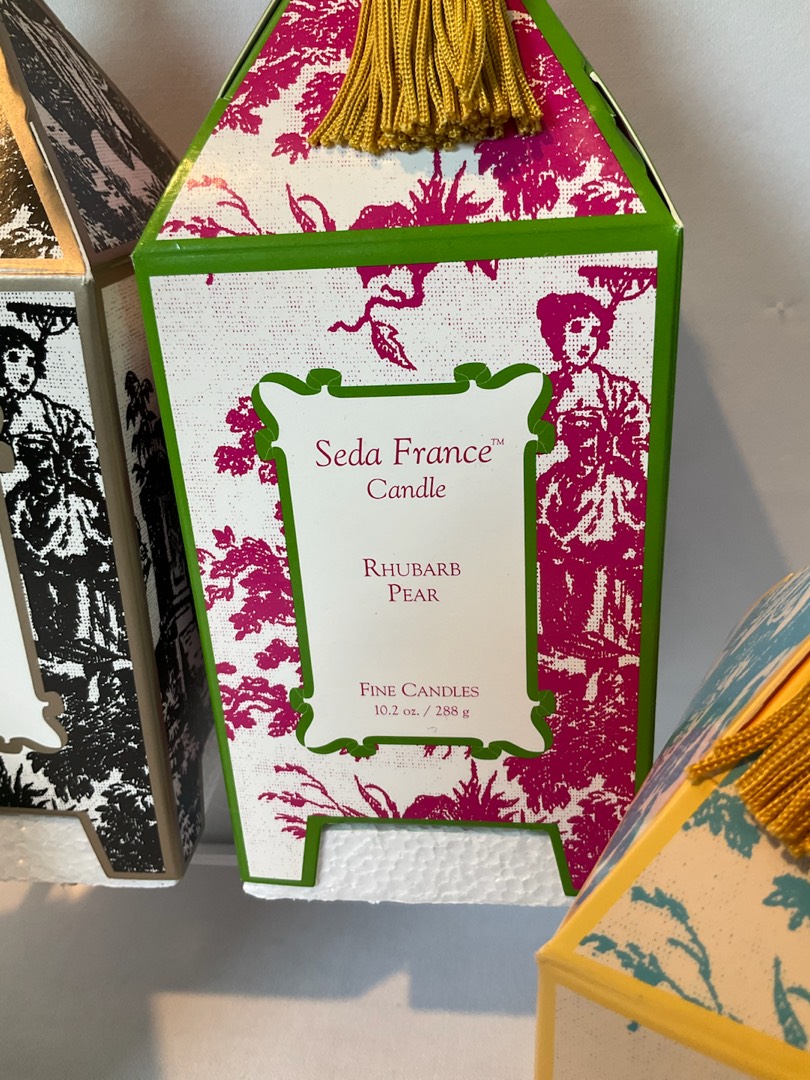 Seda France™
Candle
RHUBARB
PEAR
FINE CANDLES
10.2 oz. / 288 g